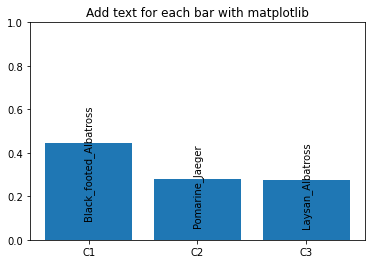 Add text for each bar with matplotlib
1.0
0.8
0.6
0.4
0.2
0.0
Black_footed_Albatross
Pomarine_Jaeger
Laysan_Albatross
C1
C2
C3